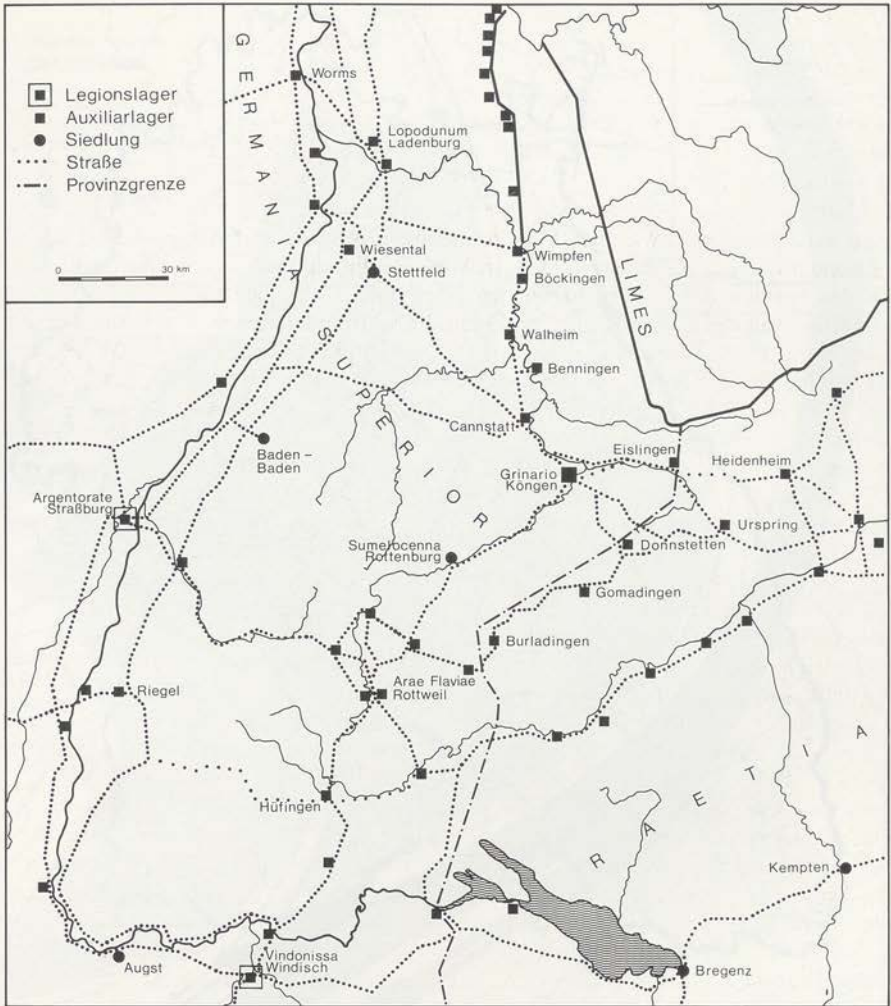 Legionslager
Auxiliarlager
Siedlung
Straße
Provinzgrenze
0 30 km
GERMANIA
SUPERIOR
LIMES
RAETIA
Worms
Lopodunum
Ladenburg
Wiesental
Stettfeld
Wimpfen
Böckingen
Walheim
Benningen
Cannstatt
Baden –
Baden
Eislingen
Heidenheim
Grinario
Köngen
Argentorate
Straßburg
Urspring
Donnstetten
Sumelocenna
Rottenburg
Gomadingen
Burladingen
Riegel
Arae Flaviae
Rottweil
Hüfingen
Kempten
Augst
Vindonissa
Windisch
Bregenz